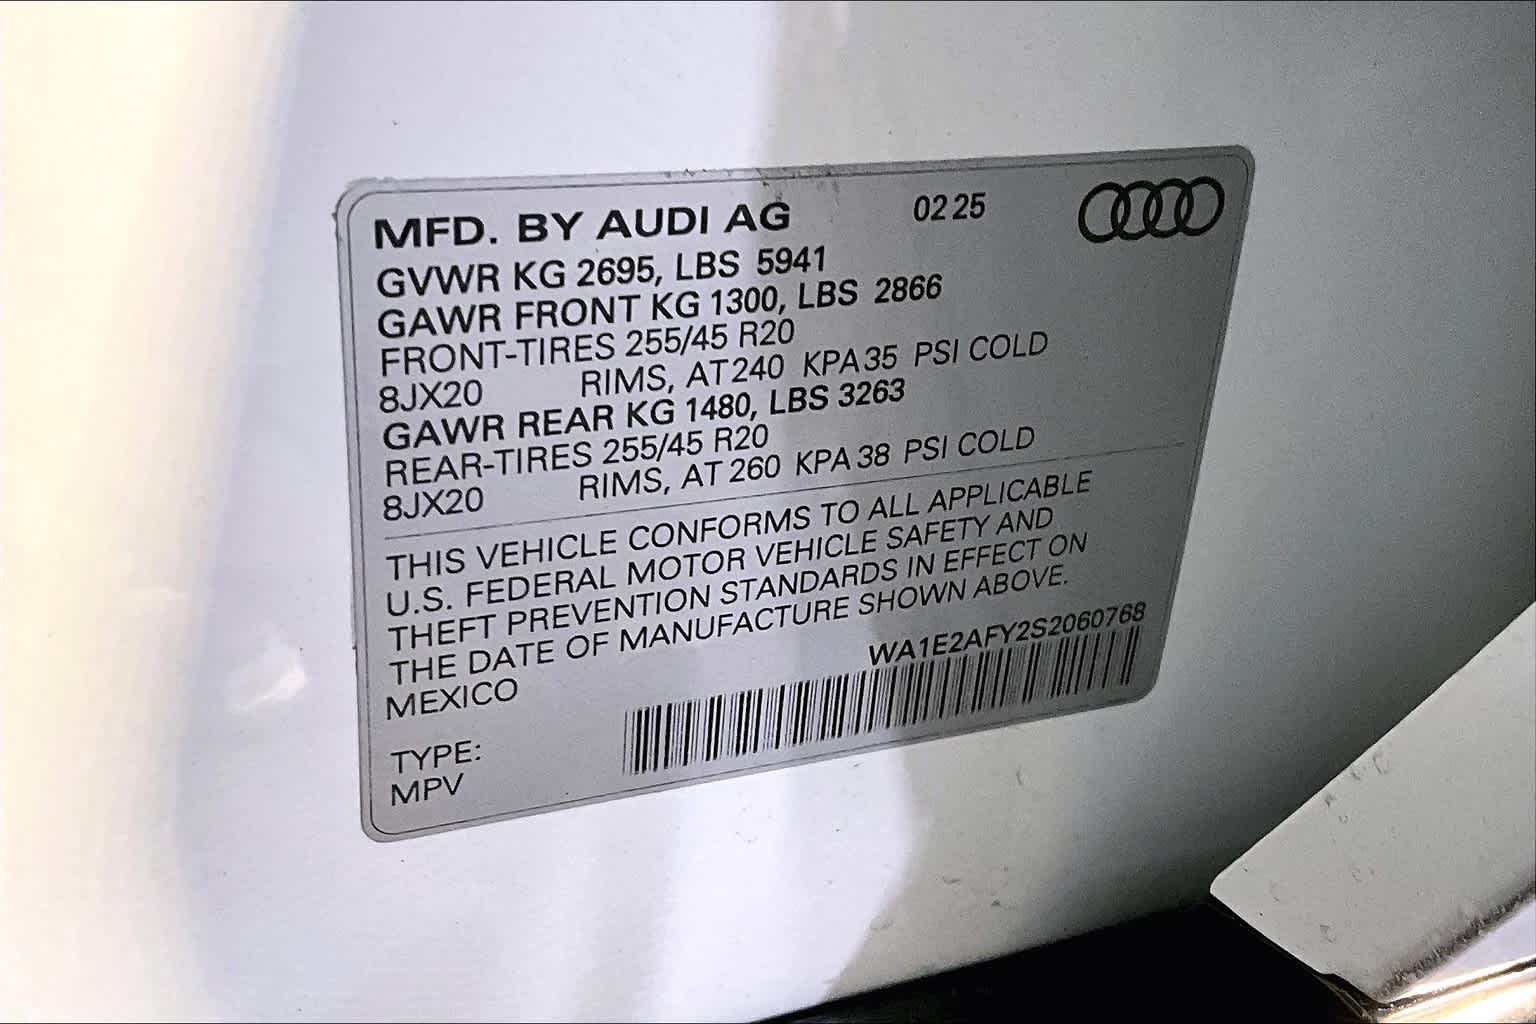 MFD. BY AUDI AG 02 25
GVWR KG 2695, LBS 5941
GAWR FRONT KG 1300, LBS 2866
FRONT-TIRES 255/45 R20
8JX20 RIMS, AT 240 KPA 35 PSI COLD
GAWR REAR KG 1480, LBS 3263
REAR-TIRES 255/45 R20
8JX20 RIMS, AT 260 KPA 38 PSI COLD
THIS VEHICLE CONFORMS TO ALL APPLICABLE
U.S. FEDERAL MOTOR VEHICLE SAFETY AND
THEFT PREVENTION STANDARDS IN EFFECT ON
THE DATE OF MANUFACTURE SHOWN ABOVE.
MEXICO WA1E2AFY2S2060768
TYPE:
MPV